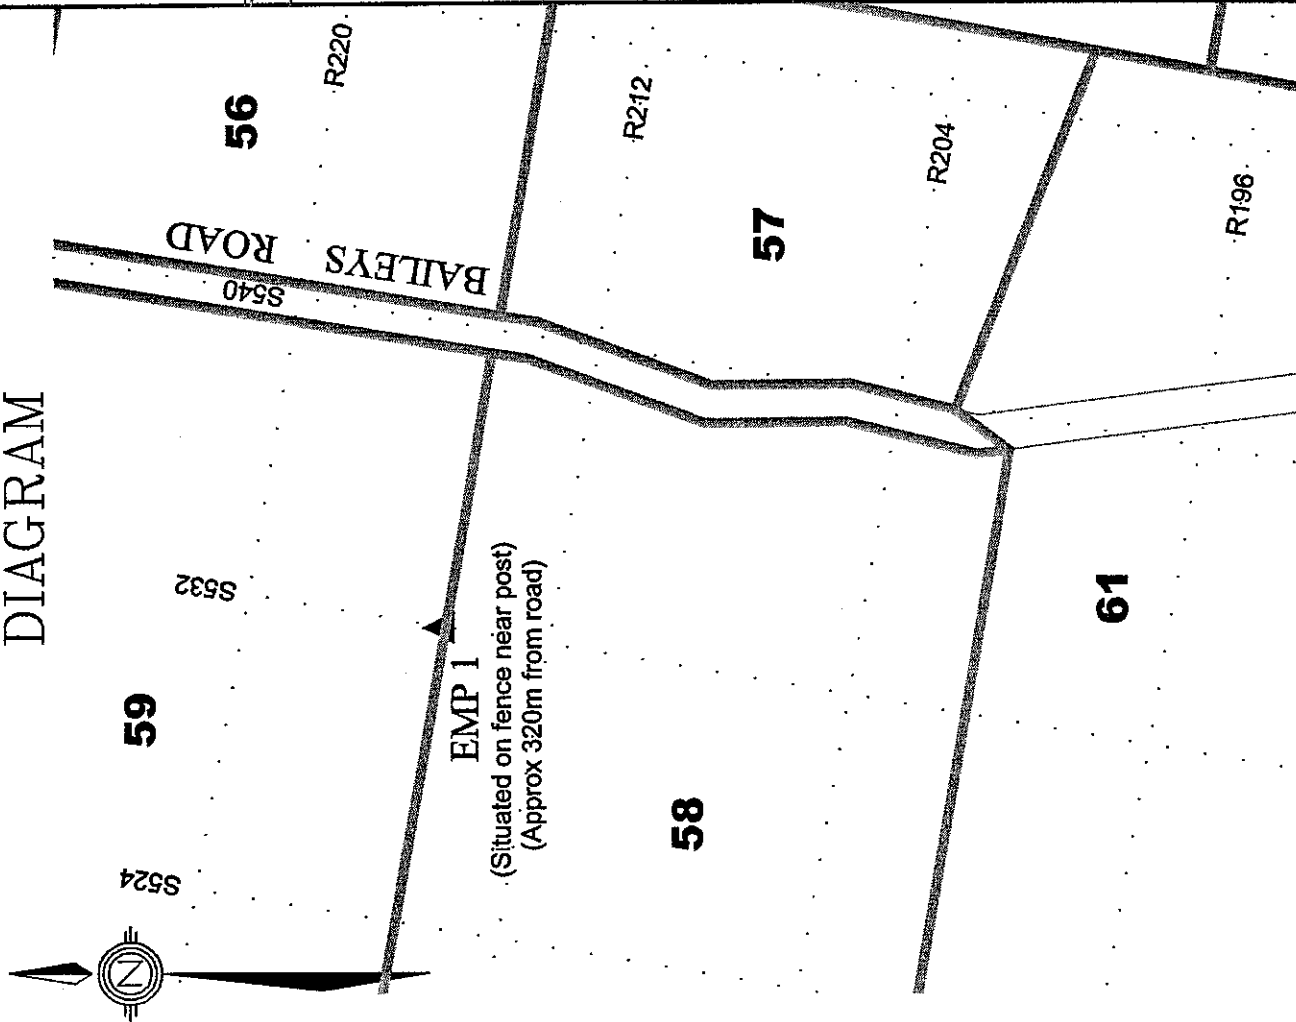 DIAGRAM
56
R220
BAILEYS ROAD
S540
R212
57
R204
R196
59
S532
S524
N
EMP 1
(Situated on fence near post)
(Approx 320m from road)
58
61